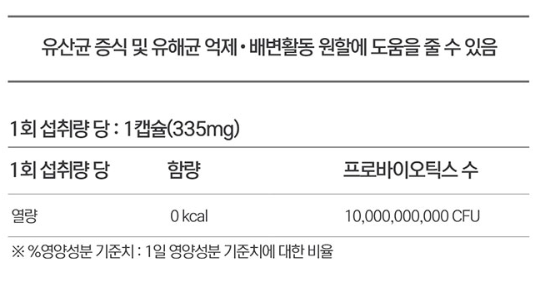 유산균 증식 및 유해균 억제•배변활동 원할에 도움을 줄 수 있음
1회 섭취량 당 : 1캡슐(335mg)
1회 섭취량 당 함량 프로바이오틱스 수
열량 0 kcal 10,000,000,000 CFU
※ %영양성분 기준치 : 1일 영양성분 기준치에 대한 비율